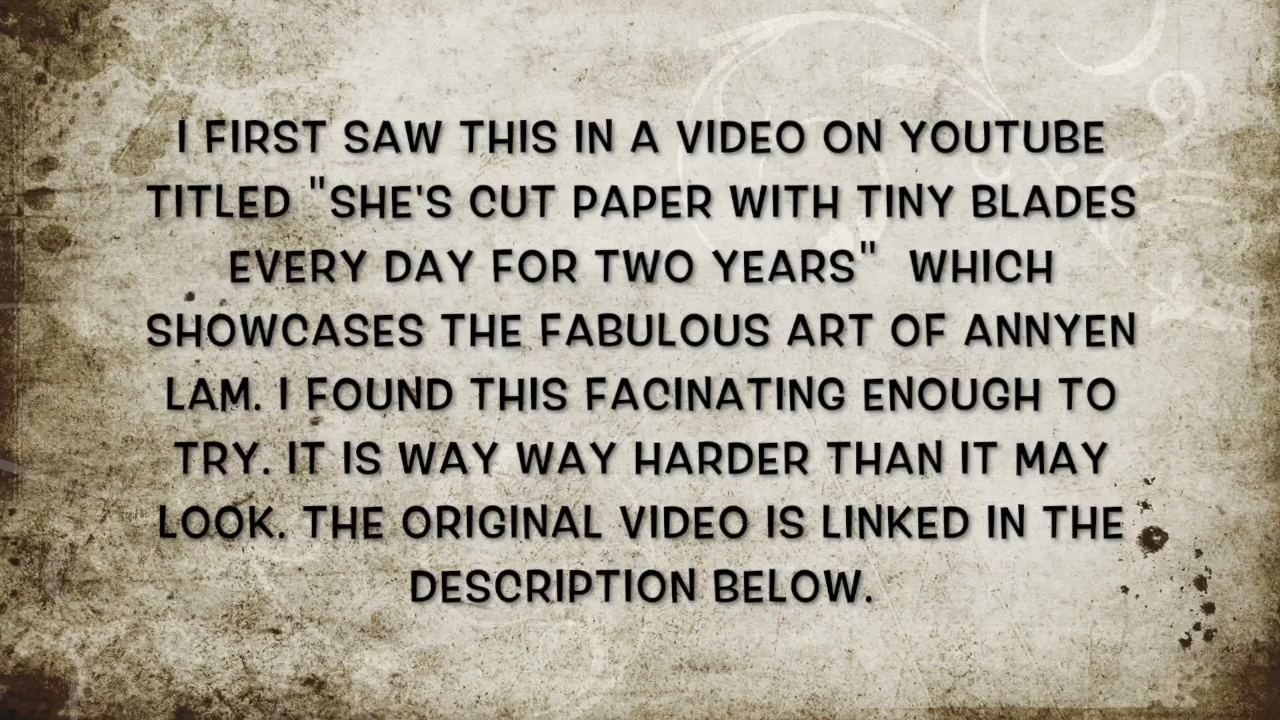 I FIRST SAW THIS IN A VIDEO ON YOUTUBE
TITLED "SHE'S CUT PAPER WITH TINY BLADES
EVERY DAY FOR TWO YEARS" WHICH
SHOWCASES THE FABULOUS ART OF ANNYEN
LAM. I FOUND THIS FACINATING ENOUGH TO
TRY. IT IS WAY WAY HARDER THAN IT MAY
LOOK. THE ORIGINAL VIDEO IS LINKED IN THE
DESCRIPTION BELOW.